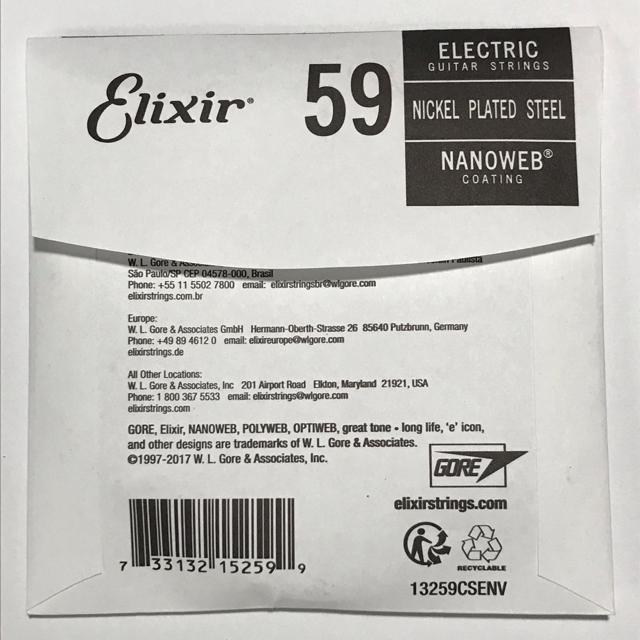 Elixir®
59
ELECTRIC
GUITAR STRINGS
NICKEL PLATED STEEL
NANOWEB®
COATING
W. L. Gore & Paulista
São Paulo/SP CEP 04578-000, Brasil
Phone: +55 11 5502 7800 email: elixirstringsbr@wlgore.com
elixirstrings.com.br
Europe:
W. L. Gore & Associates GmbH Hermann-Oberth-Strasse 26 85640 Putzbrunn, Germany
Phone: +49 89 4612 0 email: elixireurope@wlgore.com
elixirstrings.de
All Other Locations:
W. L. Gore & Associates, Inc 201 Airport Road Elkton, Maryland 21921, USA
Phone: 1 800 367 5533 email: elixirstrings@wlgore.com
elixirstrings.com
GORE, Elixir, NANOWEB, POLYWEB, OPTIWEB, great tone • long life, 'e' icon,
and other designs are trademarks of W. L. Gore & Associates.
©1997-2017 W. L. Gore & Associates, Inc.
GORE
elixirstrings.com
7 33132 15259 9
RECYCLABLE
13259CSENV